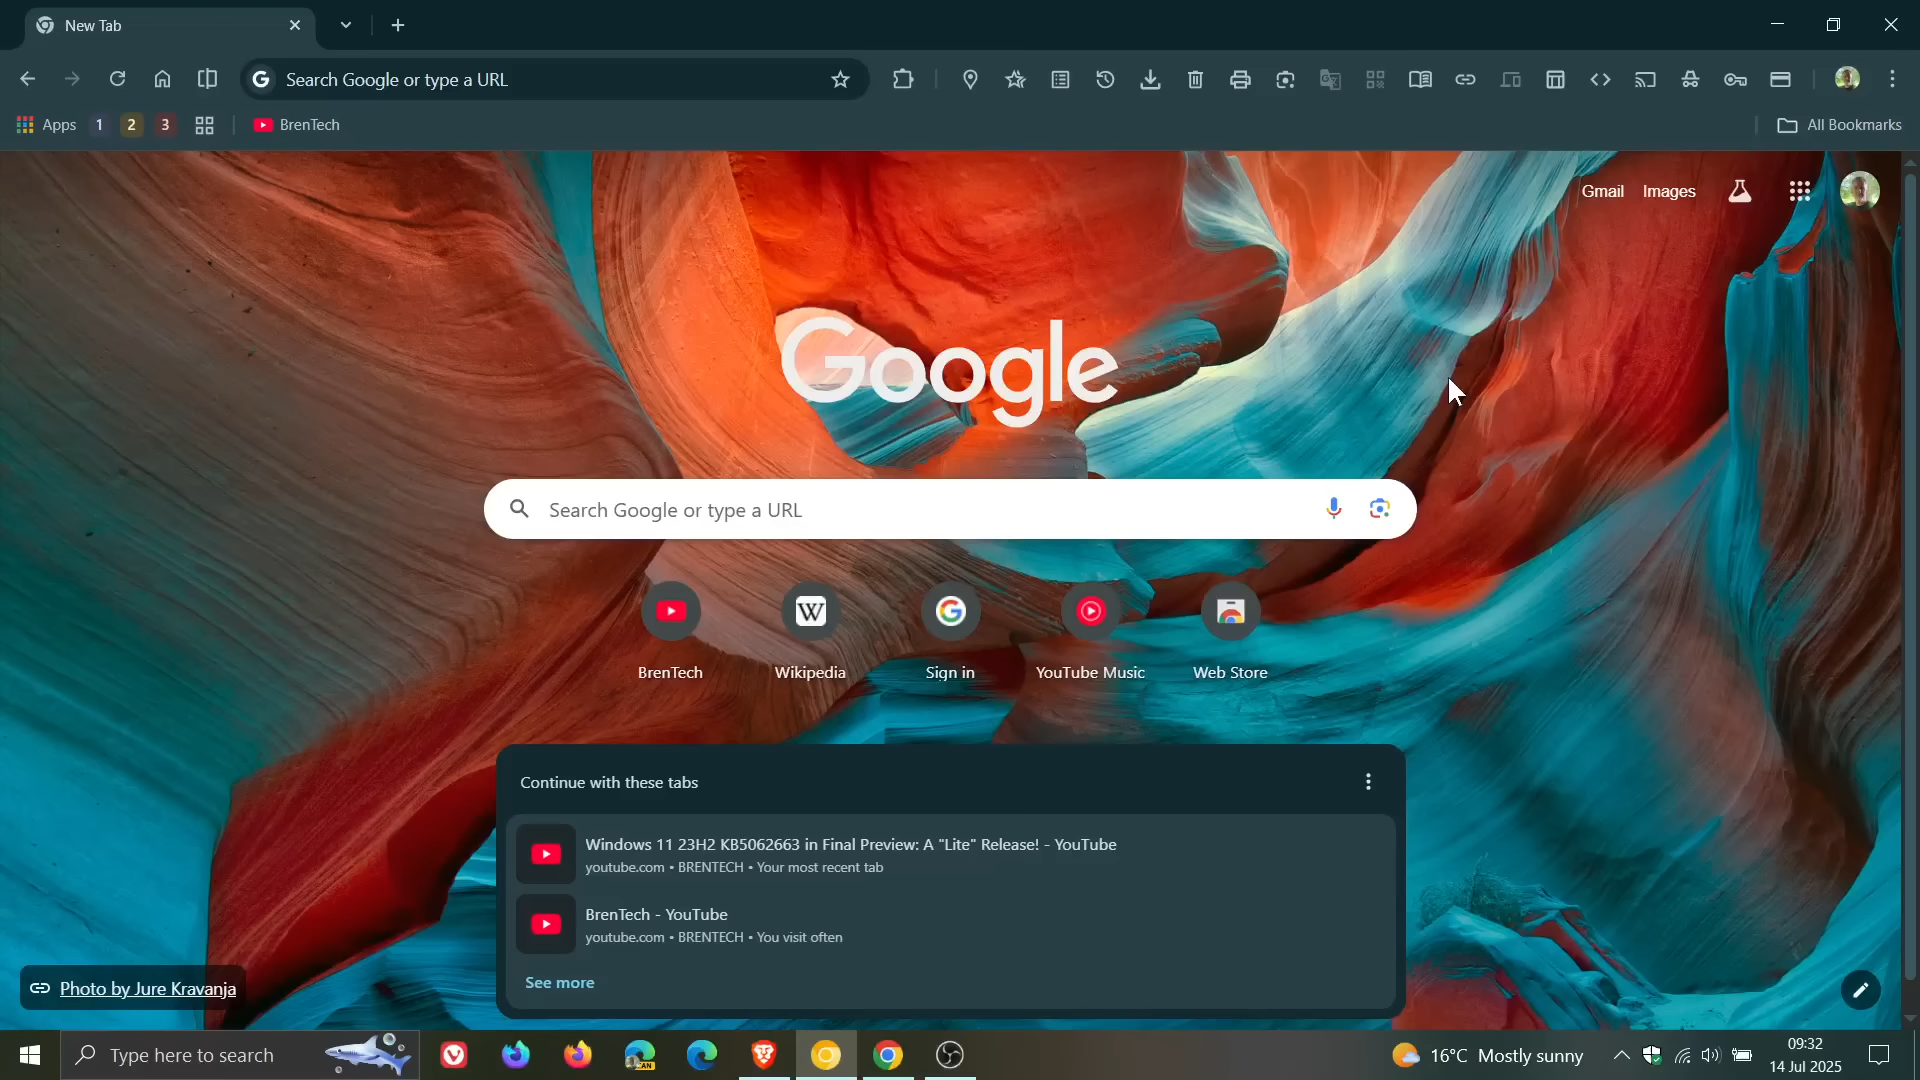 New Tab
Search Google or type a URL
Apps
1
2
3
BrenTech
All Bookmarks
Gmail
Images
Google
Search Google or type a URL
BrenTech
Wikipedia
Sign in
YouTube Music
Web Store
Continue with these tabs
Windows 11 23H2 KB5062663 in Final Preview: A "Lite" Release! - YouTube
youtube.com • BRENTECH • Your most recent tab
BrenTech - YouTube
youtube.com • BRENTECH • You visit often
See more
Photo by Jure Kravanja
Type here to search
CAN
16°C Mostly sunny
09:32
14 Jul 2025